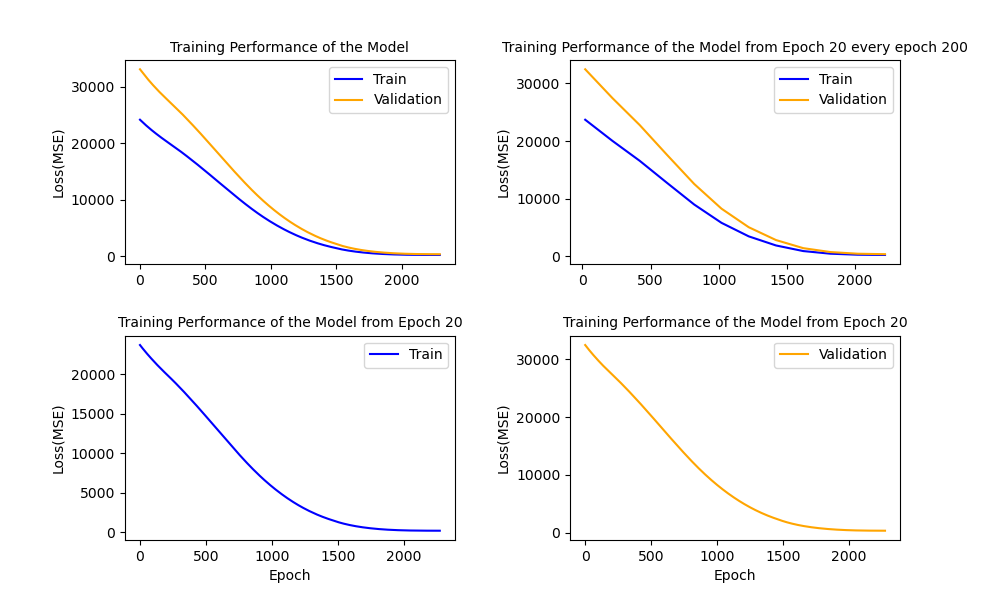 Training Performance of the Model
30000
20000
10000
0
Loss(MSE)
0 500 1000 1500 2000
Train
Validation
Training Performance of the Model from Epoch 20 every epoch 200
30000
20000
10000
0
Loss(MSE)
0 500 1000 1500 2000
Train
Validation
Training Performance of the Model from Epoch 20
20000
15000
10000
5000
0
Loss(MSE)
0 500 1000 1500 2000
Epoch
Train
Training Performance of the Model from Epoch 20
30000
20000
10000
0
Loss(MSE)
0 500 1000 1500 2000
Epoch
Validation